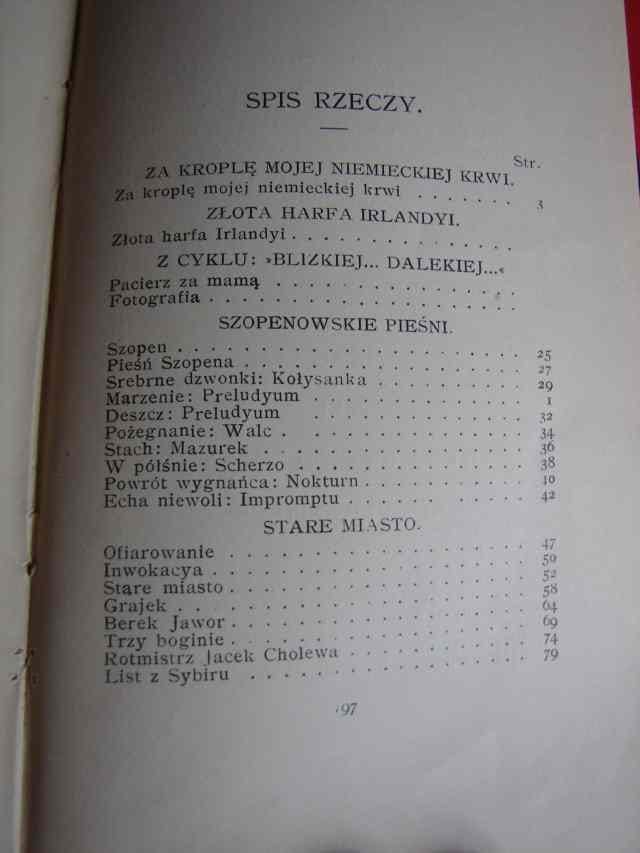 SPIS RZECZY.
Str.
ZA KROPLĘ MOJEJ NIEMIECKIEJ KRWI.
Za kroplę mojej niemieckiej krwi . . . . . . . 3
ZŁOTA HARFA IRLANDYI.
Złota harfa Irlandyi . . . . . . . . . . . . .
Z CYKLU: »BLIZKIEJ... DALEKIEJ...«
Pacierz za mamą . . . . . . . . . . . . . .
Fotografia . . . . . . . . . . . . . . . . . .
SZOPENOWSKIE PIEŚNI.
Szopen . . . . . . . . . . . . . . . . . . . . 25
Pieśń Szopena . . . . . . . . . . . . . . . . 27
Srebrne dzwonki: Kołysanka . . . . . . . . . . 29
Marzenie: Preludyum . . . . . . . . . . . . 1
Deszcz: Preludyum . . . . . . . . . . . . 32
Pożegnanie: Walc . . . . . . . . . . . . . . 34
Stach: Mazurek . . . . . . . . . . . . . . . 36
W półśnie: Scherzo . . . . . . . . . . . . . 38
Powrót wygnańca: Nokturn . . . . . . . . . . 40
Echa niewoli: Impromptu . . . . . . . . . . 42
STARE MIASTO.
Ofiarowanie . . . . . . . . . . . . . . . . . 47
Inwokacya . . . . . . . . . . . . . . . . . . 50
Stare miasto . . . . . . . . . . . . . . . . . 52
Grajek . . . . . . . . . . . . . . . . . . . . 58
Berek Jawor . . . . . . . . . . . . . . . . . 64
Trzy boginie . . . . . . . . . . . . . . . . . 69
Rotmistrz Jacek Cholewa . . . . . . . . . . . 74
List z Sybiru . . . . . . . . . . . . . . . . 79
97